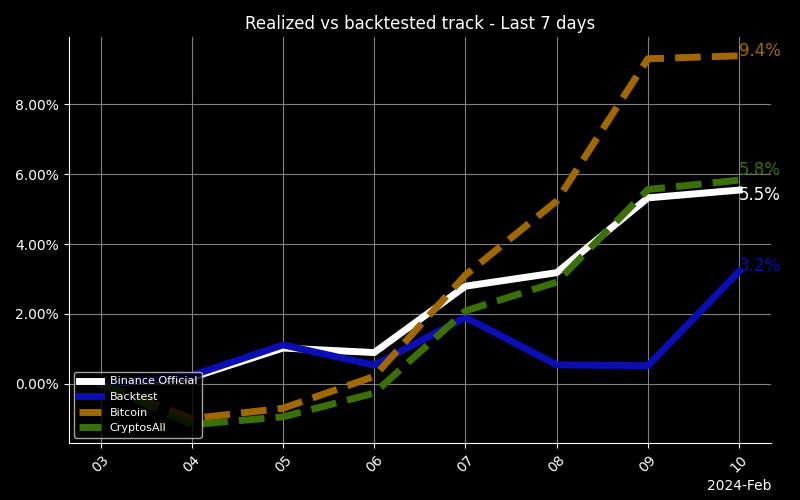 Realized vs backtested track - Last 7 days
9.4%
8.00%
6.00%
5.8%
5.5%
4.00%
3.2%
2.00%
0.00%
Binance Official
Backtest
Bitcoin
CryptosAll
03 04 05 06 07 08 09 10
2024-Feb